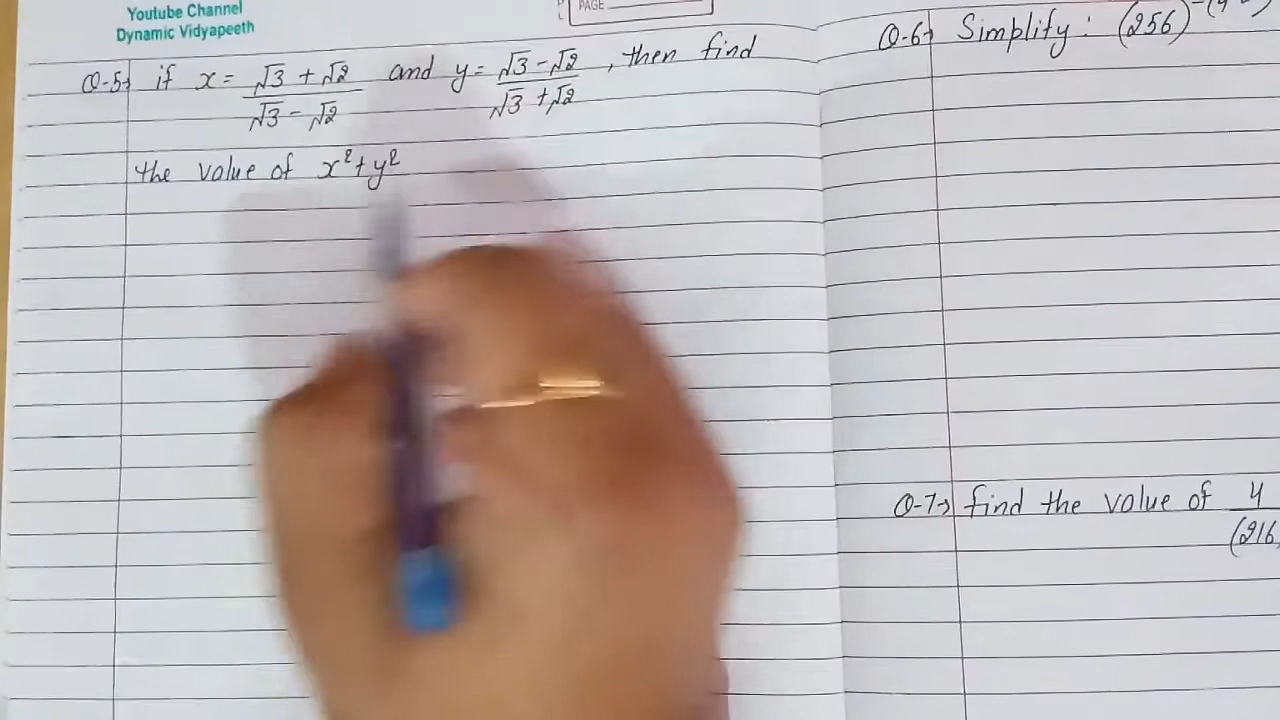 Youtube Channel
Dynamic Vidyapeeth
PAGE
Q-5) if x = √3 + √2 / √3 - √2 and y = √3 - √2 / √3 + √2 , then find
the value of x² + y²
Q-6) Simplify : (256)
Q-7) find the value of 4 / (216